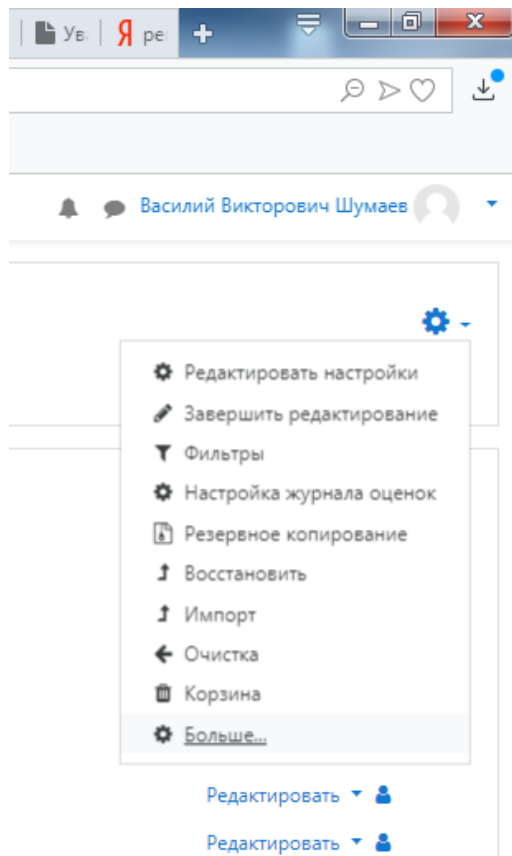 Ув
Я ре
Василий Викторович Шумаев
Редактировать настройки
Завершить редактирование
Фильтры
Настройка журнала оценок
Резервное копирование
Восстановить
Импорт
Очистка
Корзина
Больше...
Редактировать
Редактировать